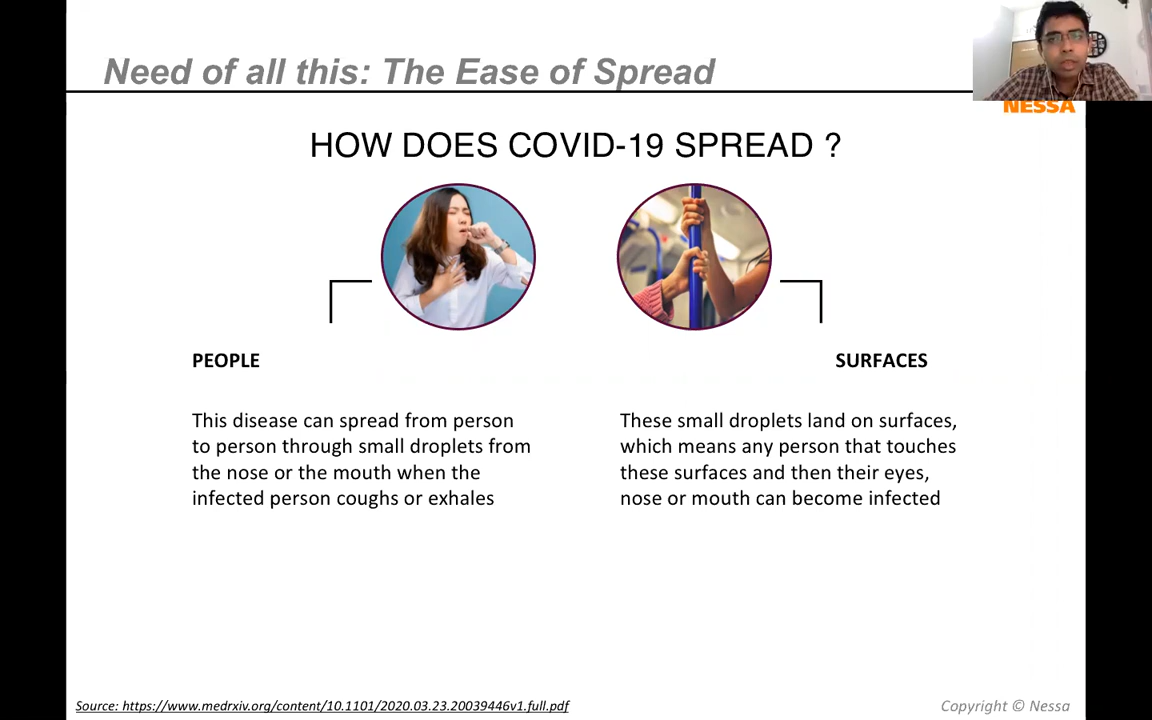 Need of all this: The Ease of Spread
NESSA
HOW DOES COVID-19 SPREAD ?
PEOPLE
This disease can spread from person
to person through small droplets from
the nose or the mouth when the
infected person coughs or exhales
SURFACES
These small droplets land on surfaces,
which means any person that touches
these surfaces and then their eyes,
nose or mouth can become infected
Source: https://www.medrxiv.org/content/10.1101/2020.03.23.20039446v1.full.pdf
Copyright © Nessa